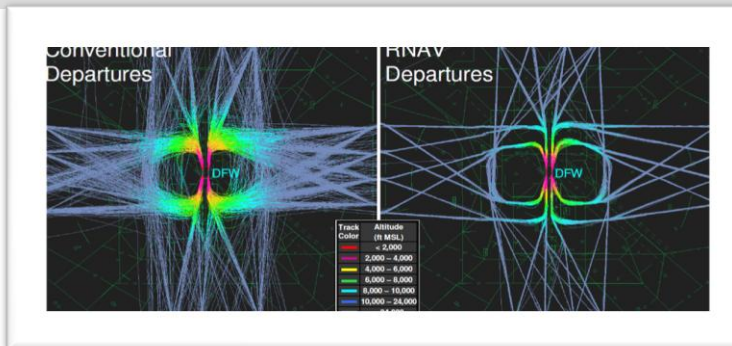 Conventional
Departures
RNAV
Departures
DFW
DFW
Track Color
Altitude (ft MSL)
< 2,000
2,000 – 4,000
4,000 – 6,000
6,000 – 8,000
8,000 – 10,000
10,000 – 24,000